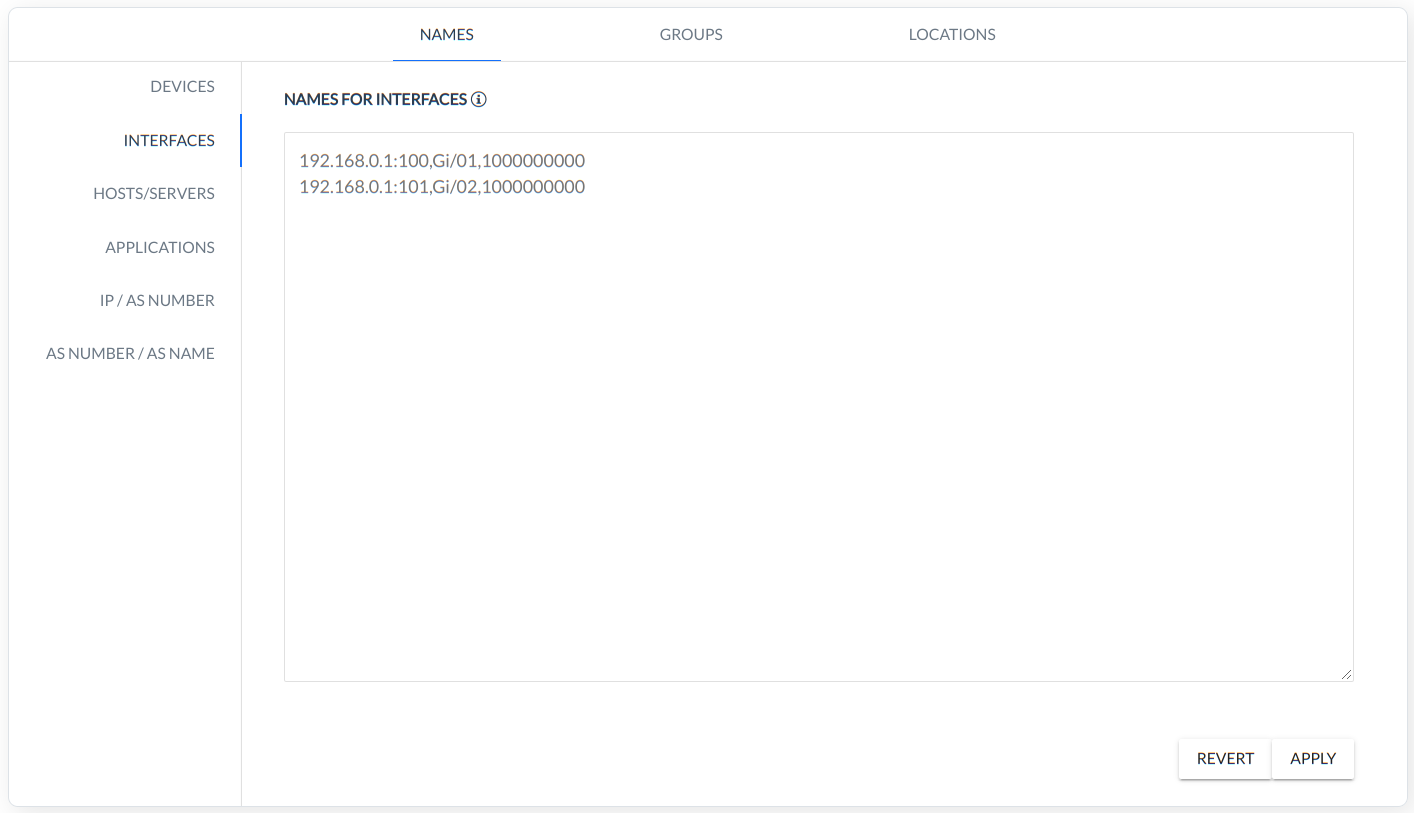 NAMES
GROUPS
LOCATIONS
DEVICES
INTERFACES
HOSTS/SERVERS
APPLICATIONS
IP / AS NUMBER
AS NUMBER / AS NAME
NAMES FOR INTERFACES
192.168.0.1:100,Gi/01,1000000000
192.168.0.1:101,Gi/02,1000000000
REVERT
APPLY